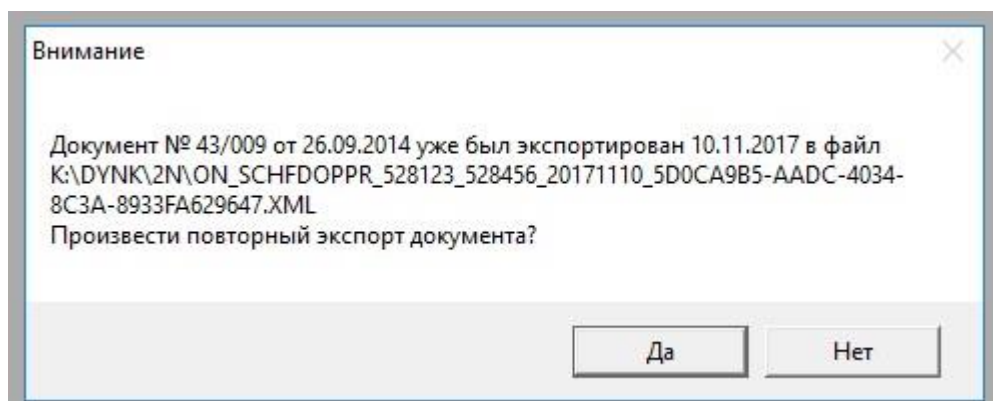 Внимание
Документ № 43/009 от 26.09.2014 уже был экспортирован 10.11.2017 в файл
K:\DYNK\2N\ON_SCHFDOPPR_528123_528456_20171110_5D0CA9B5-AADC-4034-
8C3A-8933FA629647.XML
Произвести повторный экспорт документа?
Да
Нет